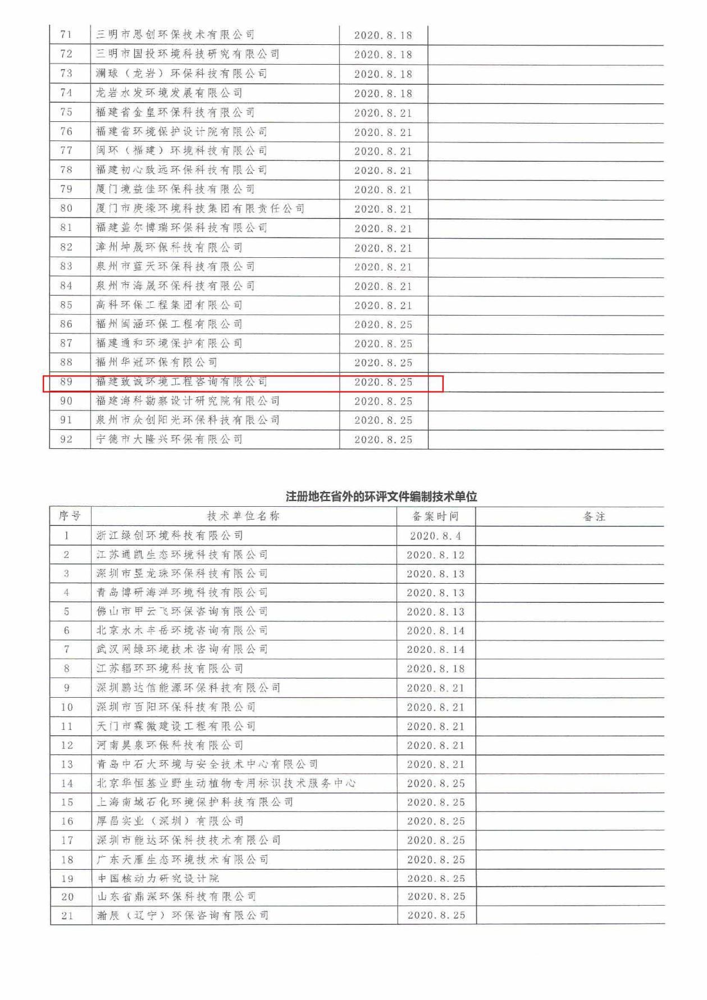 71 三明市思创环保技术有限公司 2020.8.18
72 三明市国投环境科技研究有限公司 2020.8.18
73 澜球（龙岩）环保科技有限公司 2020.8.18
74 龙岩水发环境发展有限公司 2020.8.18
75 福建省金皇环保科技有限公司 2020.8.21
76 福建省环境保护设计院有限公司 2020.8.21
77 闽环（福建）环境科技有限公司 2020.8.21
78 福建初心致远环保科技有限公司 2020.8.21
79 厦门境益佳环保科技有限公司 2020.8.21
80 厦门市庚壕环境科技集团有限责任公司 2020.8.21
81 福建盖尔博瑞环保科技有限公司 2020.8.21
82 漳州坤晟环保科技有限公司 2020.8.21
83 泉州市蓝天环保科技有限公司 2020.8.21
84 泉州市海晟环保科技有限公司 2020.8.21
85 高科环保工程集团有限公司 2020.8.21
86 福州闽涵环保工程有限公司 2020.8.25
87 福建通和环境保护有限公司 2020.8.25
88 福州华冠环保有限公司 2020.8.25
89 福建致诚环境工程咨询有限公司 2020.8.25
90 福建海科勘察设计研究院有限公司 2020.8.25
91 泉州市众创阳光环保科技有限公司 2020.8.25
92 宁德市大隆兴环保有限公司 2020.8.25
注册地在省外的环评文件编制技术单位
序号 技术单位名称 备案时间 备注
1 浙江绿创环境科技有限公司 2020.8.4
2 江苏通凯生态环境科技有限公司 2020.8.12
3 深圳市昱龙珠环保科技有限公司 2020.8.13
4 青岛博研海洋环境科技有限公司 2020.8.13
5 佛山市甲云飞环保咨询有限公司 2020.8.13
6 北京水木丰岳环境咨询有限公司 2020.8.14
7 武汉网绿环境技术咨询有限公司 2020.8.14
8 江苏辐环环境科技有限公司 2020.8.18
9 深圳鹏达信能源环保科技有限公司 2020.8.21
10 深圳市百阳环保科技有限公司 2020.8.21
11 天门市霖微建设工程有限公司 2020.8.21
12 河南昊泉环保科技有限公司 2020.8.21
13 青岛中石大环境与安全技术中心有限公司 2020.8.21
14 北京华恒基业野生动植物专用标识技术服务中心 2020.8.25
15 上海南域石化环境保护科技有限公司 2020.8.25
16 厚昌实业（深圳）有限公司 2020.8.25
17 深圳市能达环保科技技术有限公司 2020.8.25
18 广东天雁生态环境技术有限公司 2020.8.25
19 中国核动力研究设计院 2020.8.25
20 山东省鼎深环保科技有限公司 2020.8.25
21 瀚辰（辽宁）环保咨询有限公司 2020.8.25